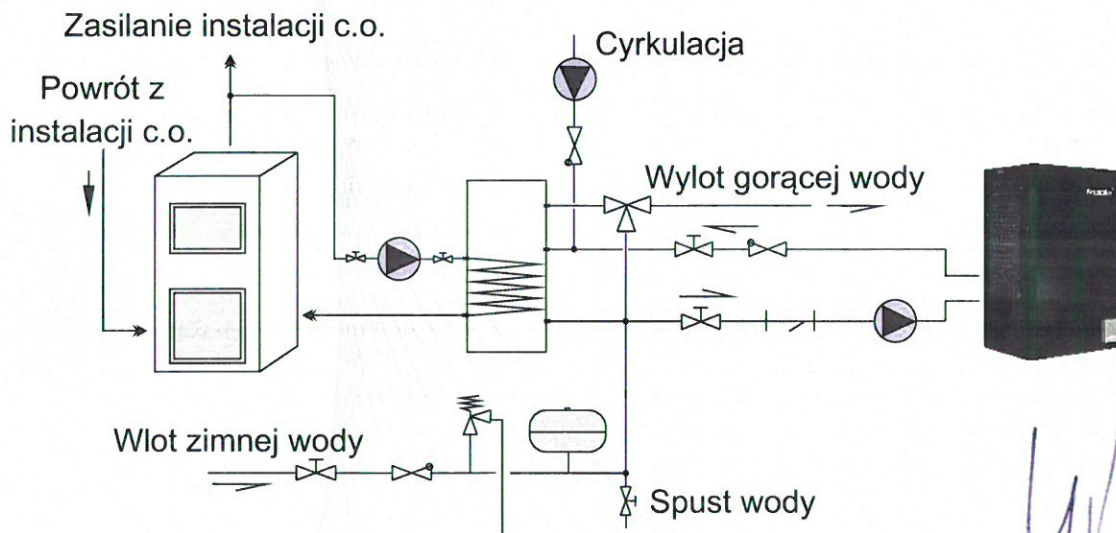 Zasilanie instalacji c.o.
Powrót z
instalacji c.o.
Cyrkulacja
Wylot gorącej wody
Wlot zimnej wody
Spust wody